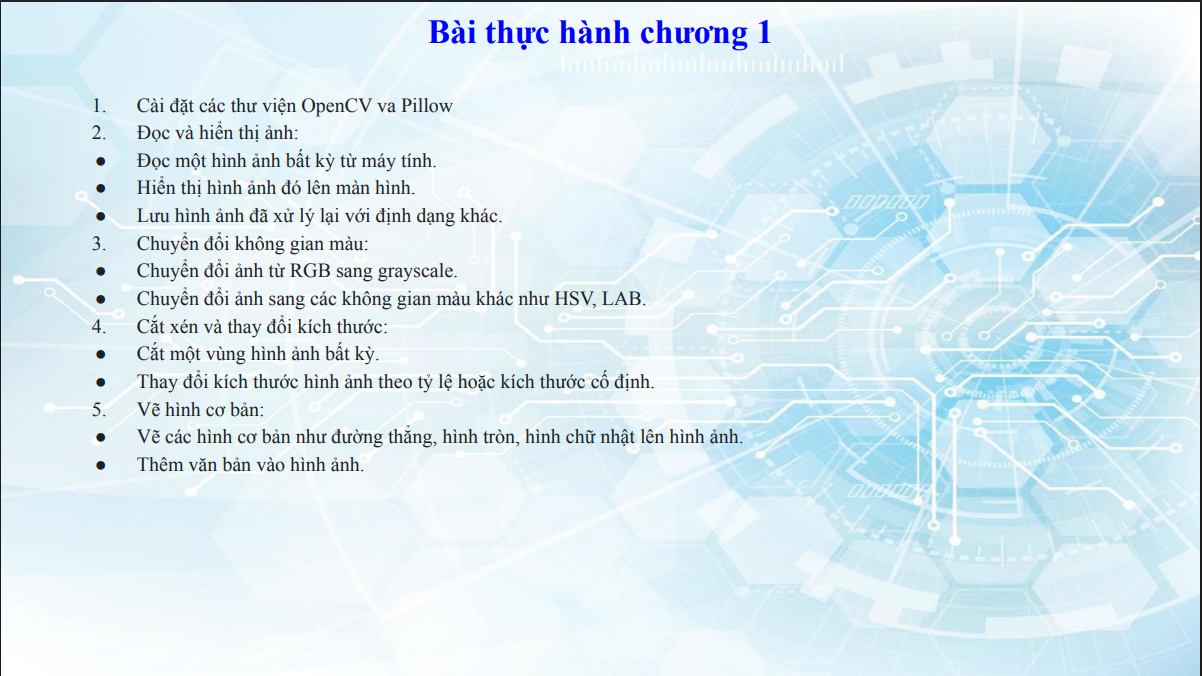 Bài thực hành chương 1
1. Cài đặt các thư viện OpenCV va Pillow
2. Đọc và hiển thị ảnh:
● Đọc một hình ảnh bất kỳ từ máy tính.
● Hiển thị hình ảnh đó lên màn hình.
● Lưu hình ảnh đã xử lý lại với định dạng khác.
3. Chuyển đổi không gian màu:
● Chuyển đổi ảnh từ RGB sang grayscale.
● Chuyển đổi ảnh sang các không gian màu khác như HSV, LAB.
4. Cắt xén và thay đổi kích thước:
● Cắt một vùng hình ảnh bất kỳ.
● Thay đổi kích thước hình ảnh theo tỷ lệ hoặc kích thước cố định.
5. Vẽ hình cơ bản:
● Vẽ các hình cơ bản như đường thẳng, hình tròn, hình chữ nhật lên hình ảnh.
● Thêm văn bản vào hình ảnh.